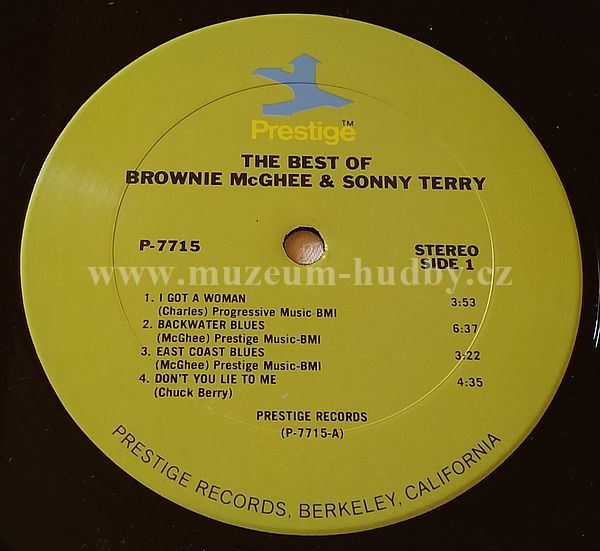 Prestige™
THE BEST OF
BROWNIE McGHEE & SONNY TERRY
P-7715
STEREO
SIDE 1
www.muzeum-hudby.cz
1. I GOT A WOMAN 3:53
(Charles) Progressive Music BMI
2. BACKWATER BLUES 6:37
(McGhee) Prestige Music-BMI
3. EAST COAST BLUES 3:22
(McGhee) Prestige Music-BMI
4. DON'T YOU LIE TO ME 4:35
(Chuck Berry)
PRESTIGE RECORDS
(P-7715-A)
PRESTIGE RECORDS, BERKELEY, CALIFORNIA